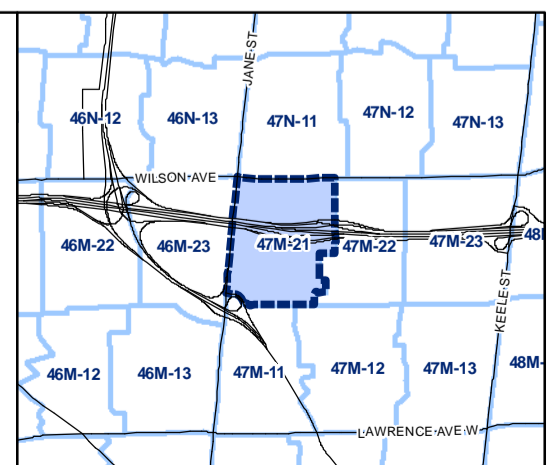 JANE ST
46N-12
46N-13
47N-11
47N-12
47N-13
WILSON AVE
46M-22
46M-23
47M-21
47M-22
47M-23
48
KEELE ST
46M-12
46M-13
47M-11
47M-12
47M-13
48M-
LAWRENCE AVE W